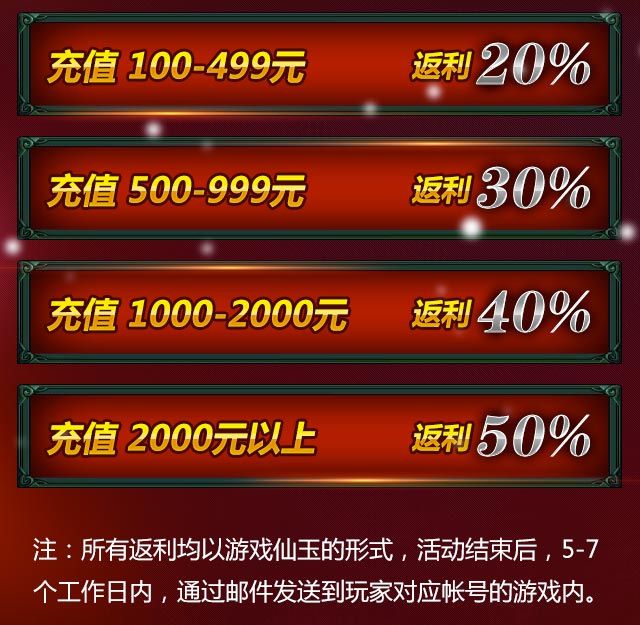 充值 100-499元 返利 20%
充值 500-999元 返利 30%
充值 1000-2000元 返利 40%
充值 2000元以上 返利 50%
注：所有返利均以游戏仙玉的形式，活动结束后，5-7
个工作日内，通过邮件发送到玩家对应帐号的游戏内。